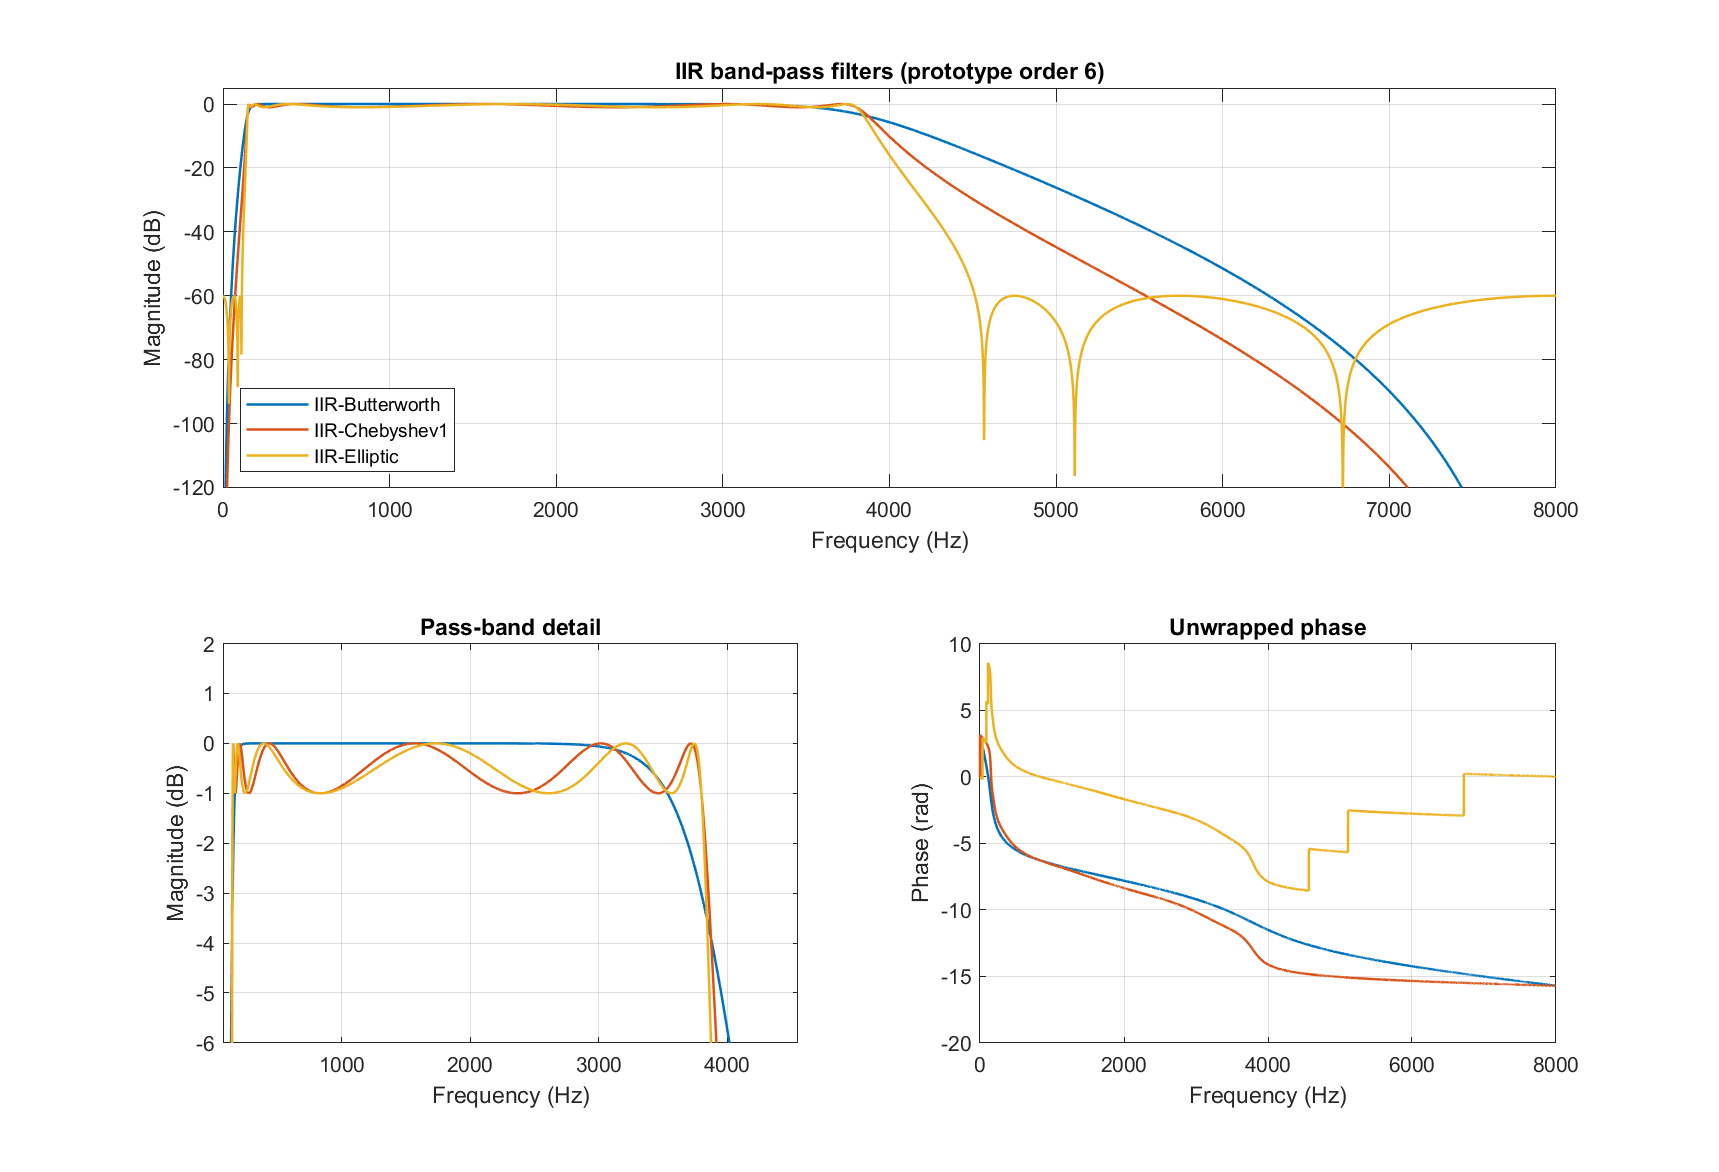 IIR band-pass filters (prototype order 6)
0
-20
-40
-60
-80
-100
-120
Magnitude (dB)
IIR-Butterworth
IIR-Chebyshev1
IIR-Elliptic
0 1000 2000 3000 4000 5000 6000 7000 8000
Frequency (Hz)
Pass-band detail
2
1
0
-1
-2
-3
-4
-5
-6
Magnitude (dB)
1000 2000 3000 4000
Frequency (Hz)
Unwrapped phase
10
5
0
-5
-10
-15
-20
Phase (rad)
0 2000 4000 6000 8000
Frequency (Hz)